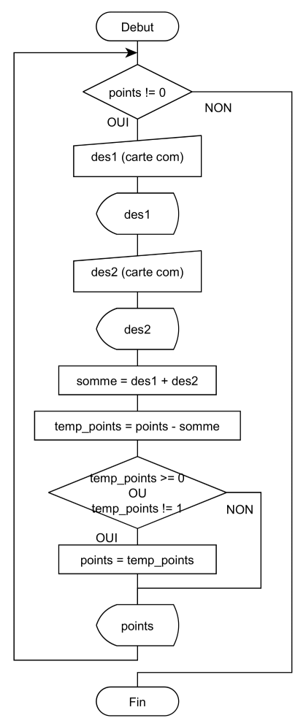 Debut
points != 0
NON
OUI
des1 (carte com)
des1
des2 (carte com)
des2
somme = des1 + des2
temp_points = points - somme
temp_points >= 0
OU
temp_points != 1
NON
OUI
points = temp_points
points
Fin